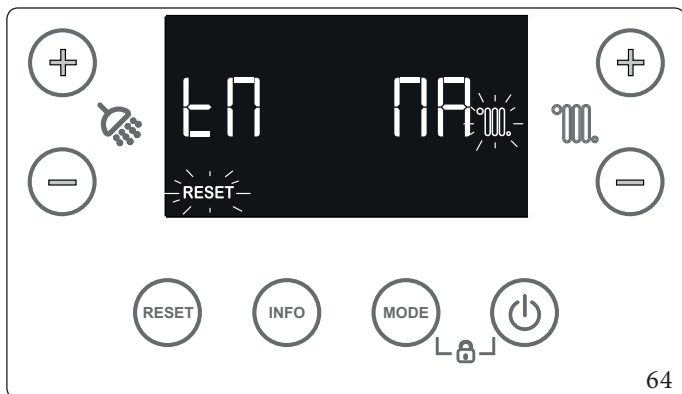 tП ПA
RESET
RESET INFO MODE
64